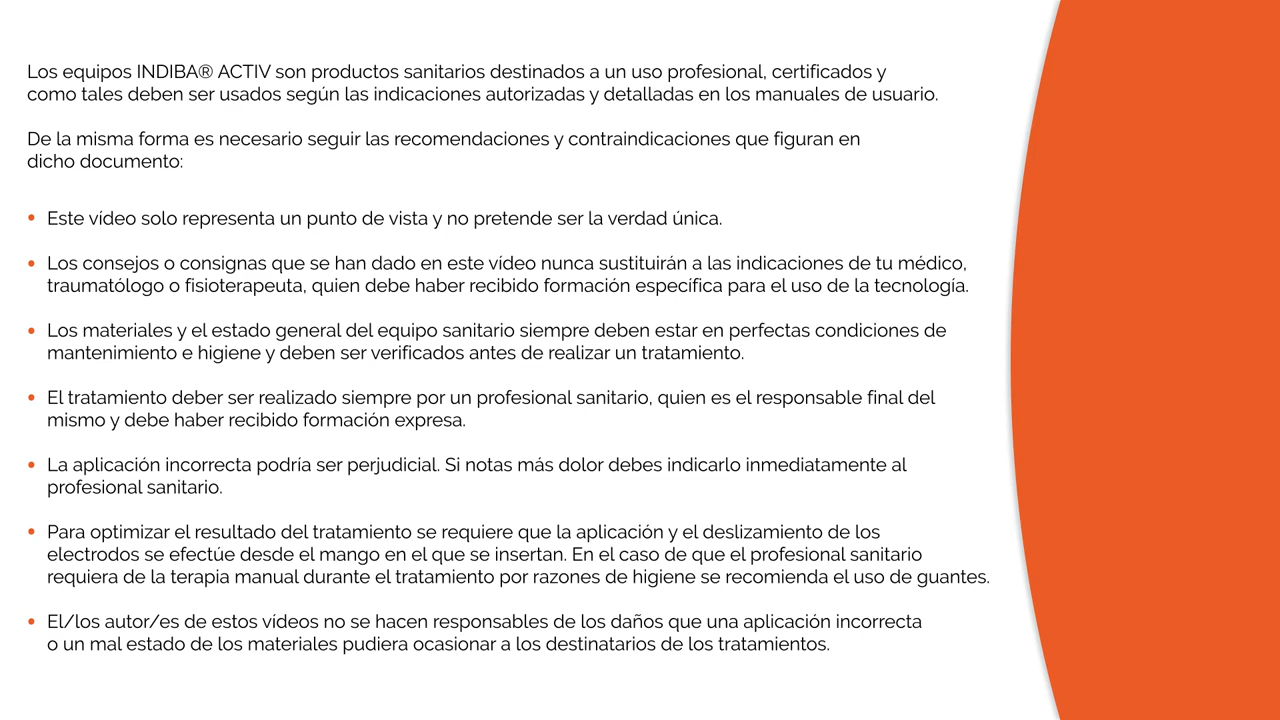 Los equipos INDIBA® ACTIV son productos sanitarios destinados a un uso profesional, certificados y
como tales deben ser usados según las indicaciones autorizadas y detalladas en los manuales de usuario.
De la misma forma es necesario seguir las recomendaciones y contraindicaciones que figuran en
dicho documento:
• Este vídeo solo representa un punto de vista y no pretende ser la verdad única.
• Los consejos o consignas que se han dado en este vídeo nunca sustituirán a las indicaciones de tu médico,
traumatólogo o fisioterapeuta, quien debe haber recibido formación específica para el uso de la tecnología.
• Los materiales y el estado general del equipo sanitario siempre deben estar en perfectas condiciones de
mantenimiento e higiene y deben ser verificados antes de realizar un tratamiento.
• El tratamiento deber ser realizado siempre por un profesional sanitario, quien es el responsable final del
mismo y debe haber recibido formación expresa.
• La aplicación incorrecta podría ser perjudicial. Si notas más dolor debes indicarlo inmediatamente al
profesional sanitario.
• Para optimizar el resultado del tratamiento se requiere que la aplicación y el deslizamiento de los
electrodos se efectúe desde el mango en el que se insertan. En el caso de que el profesional sanitario
requiera de la terapia manual durante el tratamiento por razones de higiene se recomienda el uso de guantes.
• El/los autor/es de estos vídeos no se hacen responsables de los daños que una aplicación incorrecta
o un mal estado de los materiales pudiera ocasionar a los destinatarios de los tratamientos.